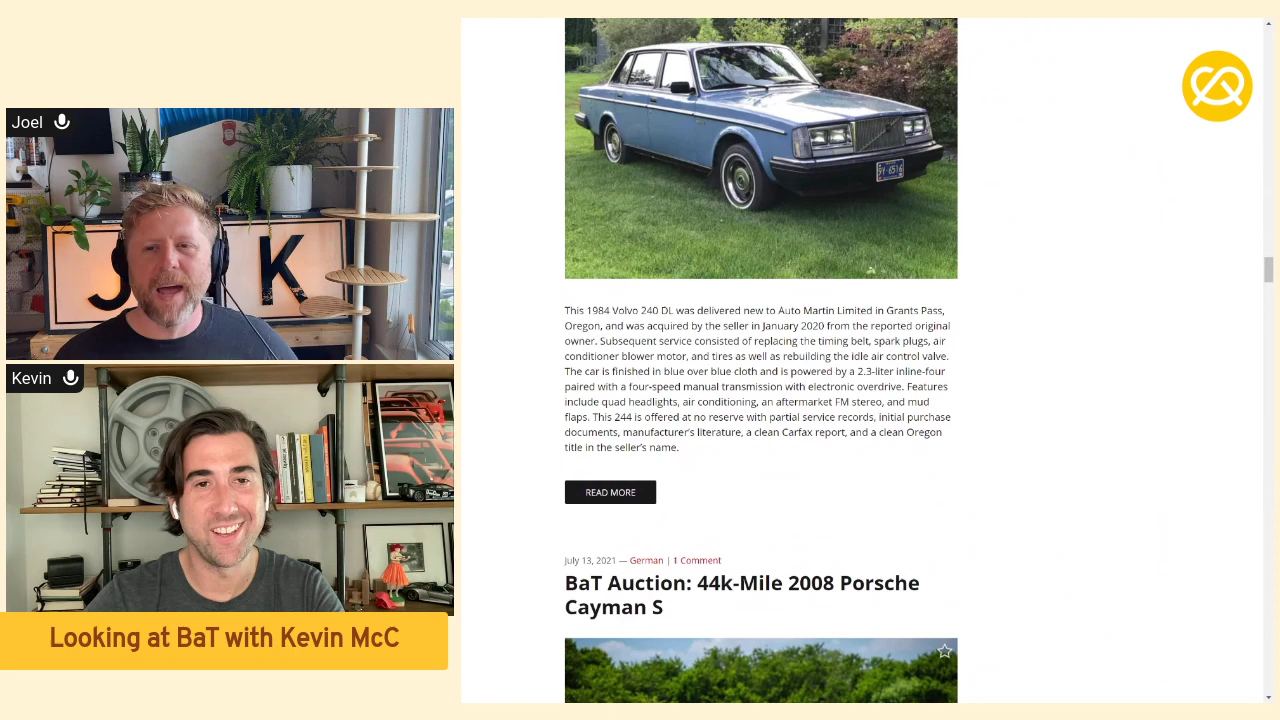 Joel
J K
Kevin
Looking at BaT with Kevin McC
9Y·6516
This 1984 Volvo 240 DL was delivered new to Auto Martin Limited in Grants Pass,
Oregon, and was acquired by the seller in January 2020 from the reported original
owner. Subsequent service consisted of replacing the timing belt, spark plugs, air
conditioner blower motor, and tires as well as rebuilding the idle air control valve.
The car is finished in blue over blue cloth and is powered by a 2.3-liter inline-four
paired with a four-speed manual transmission with electronic overdrive. Features
include quad headlights, air conditioning, an aftermarket FM stereo, and mud
flaps. This 244 is offered at no reserve with partial service records, initial purchase
documents, manufacturer's literature, a clean Carfax report, and a clean Oregon
title in the seller's name.
READ MORE
July 13, 2021 — German | 1 Comment
BaT Auction: 44k-Mile 2008 Porsche
Cayman S